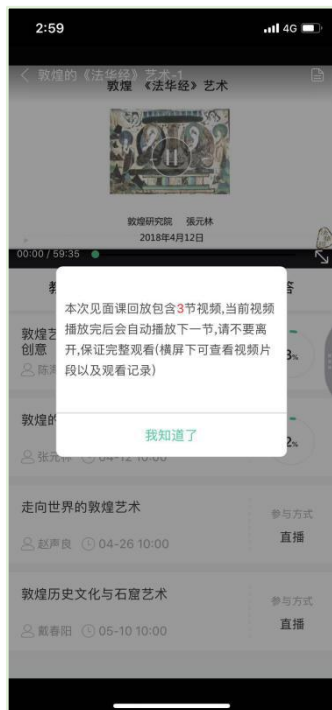 2:59
4G
敦煌的《法华经》艺术-1
敦煌 《法华经》艺术
敦煌研究院 張元林
2018年4月12日
00:00 / 59:35
答
本次见面课回放包含3节视频,当前视频
播放完后会自动播放下一节,请不要离
开,保证完整观看(横屏下可查看视频片
段以及观看记录)
我知道了
敦煌艺
创意
敦煌的
张元林 04-12 10:00
走向世界的敦煌艺术
参与方式
赵声良 04-26 10:00
直播
敦煌历史文化与石窟艺术
参与方式
戴春阳 05-10 10:00
直播